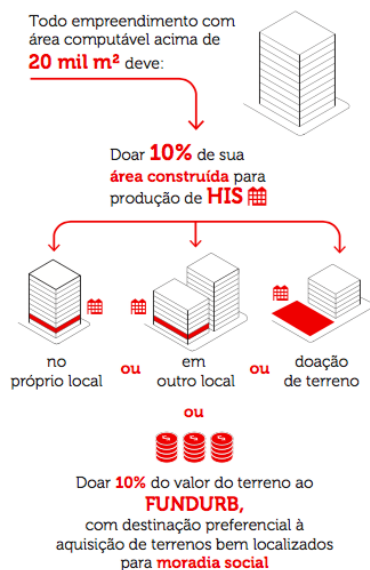 Todo empreendimento com
área computável acima de
20 mil m² deve:
Doar 10% de sua
área construída para
produção de HIS
no
próprio local
ou
em
outro local
ou
doação
de terreno
ou
Doar 10% do valor do terreno ao
FUNDURB,
com destinação preferencial à
aquisição de terrenos bem localizados
para moradia social